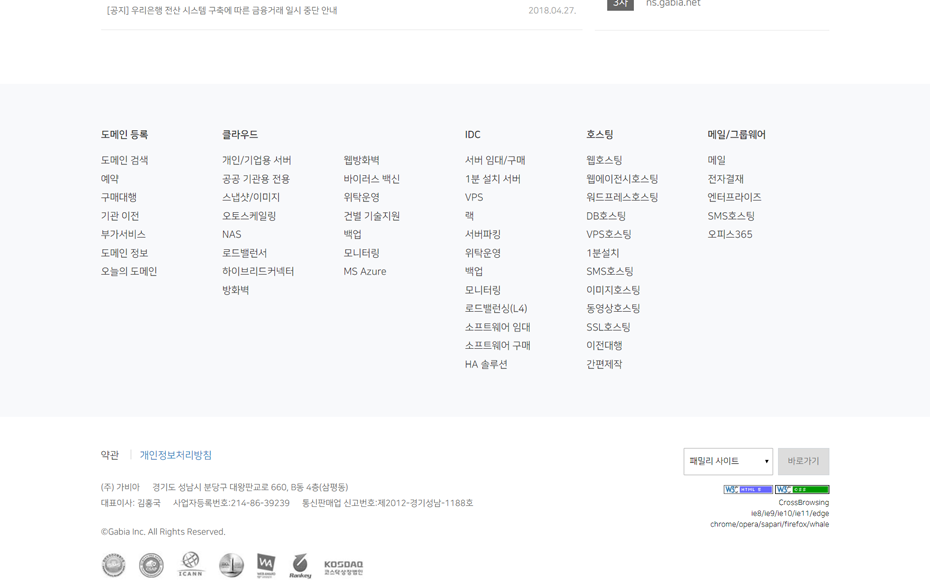 [공지] 우리은행 전산 시스템 구축에 따른 금융거래 일시 중단 안내 2018.04.27.
3차 ns.gabia.net
도메인 등록
도메인 검색
예약
구매대행
기관 이전
부가서비스
도메인 정보
오늘의 도메인
클라우드
개인/기업용 서버
공공 기관용 전용
스냅샷/이미지
오토스케일링
NAS
로드밸런서
하이브리드커넥터
방화벽
웹방화벽
바이러스 백신
위탁운영
건별 기술지원
백업
모니터링
MS Azure
IDC
서버 임대/구매
1분 설치 서버
VPS
랙
서버파킹
위탁운영
백업
모니터링
로드밸런싱(L4)
소프트웨어 임대
소프트웨어 구매
HA 솔루션
호스팅
웹호스팅
웹에이전시호스팅
워드프레스호스팅
DB호스팅
VPS호스팅
1분설치
SMS호스팅
이미지호스팅
동영상호스팅
SSL호스팅
이전대행
간편제작
메일/그룹웨어
메일
전자결재
엔터프라이즈
SMS호스팅
오피스365
약관 개인정보처리방침
(주) 가비아 경기도 성남시 분당구 대왕판교로 660, B동 4층(삼평동)
대표이사: 김홍국 사업자등록번호:214-86-39239 통신판매업 신고번호:제2012-경기성남-1188호
©Gabia Inc. All Rights Reserved.
패밀리 사이트 바로가기
W3C HTML 5 W3C CSS
CrossBrowsing
ie8/ie9/ie10/ie11/edge
chrome/opera/sapari/firefox/whale
ICANN
WA
Rankey
KOSDAQ
코스닥상장법인